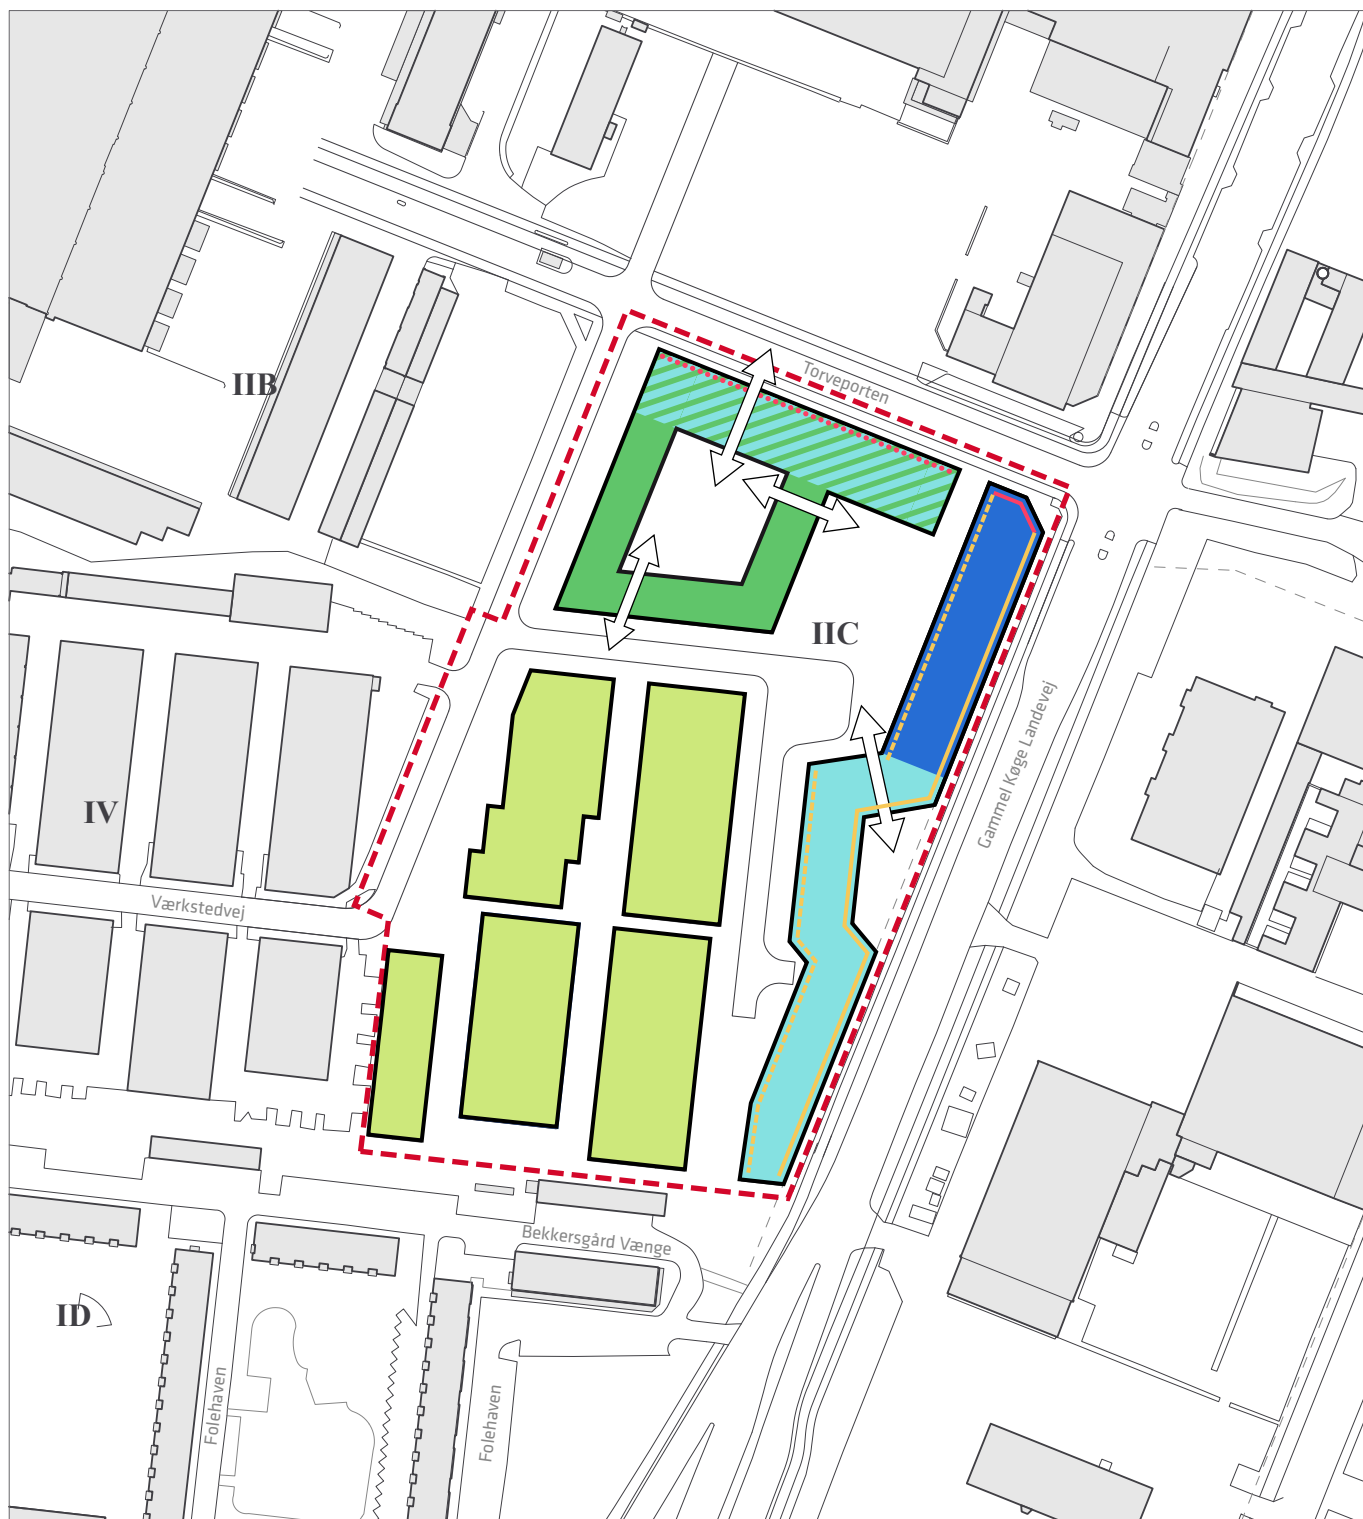 Torveporten
IIB
IIC
Gammel Køge Landevej
IV
Værkstedvej
Bekkersgård Vænge
ID
Folehaven
Folehaven